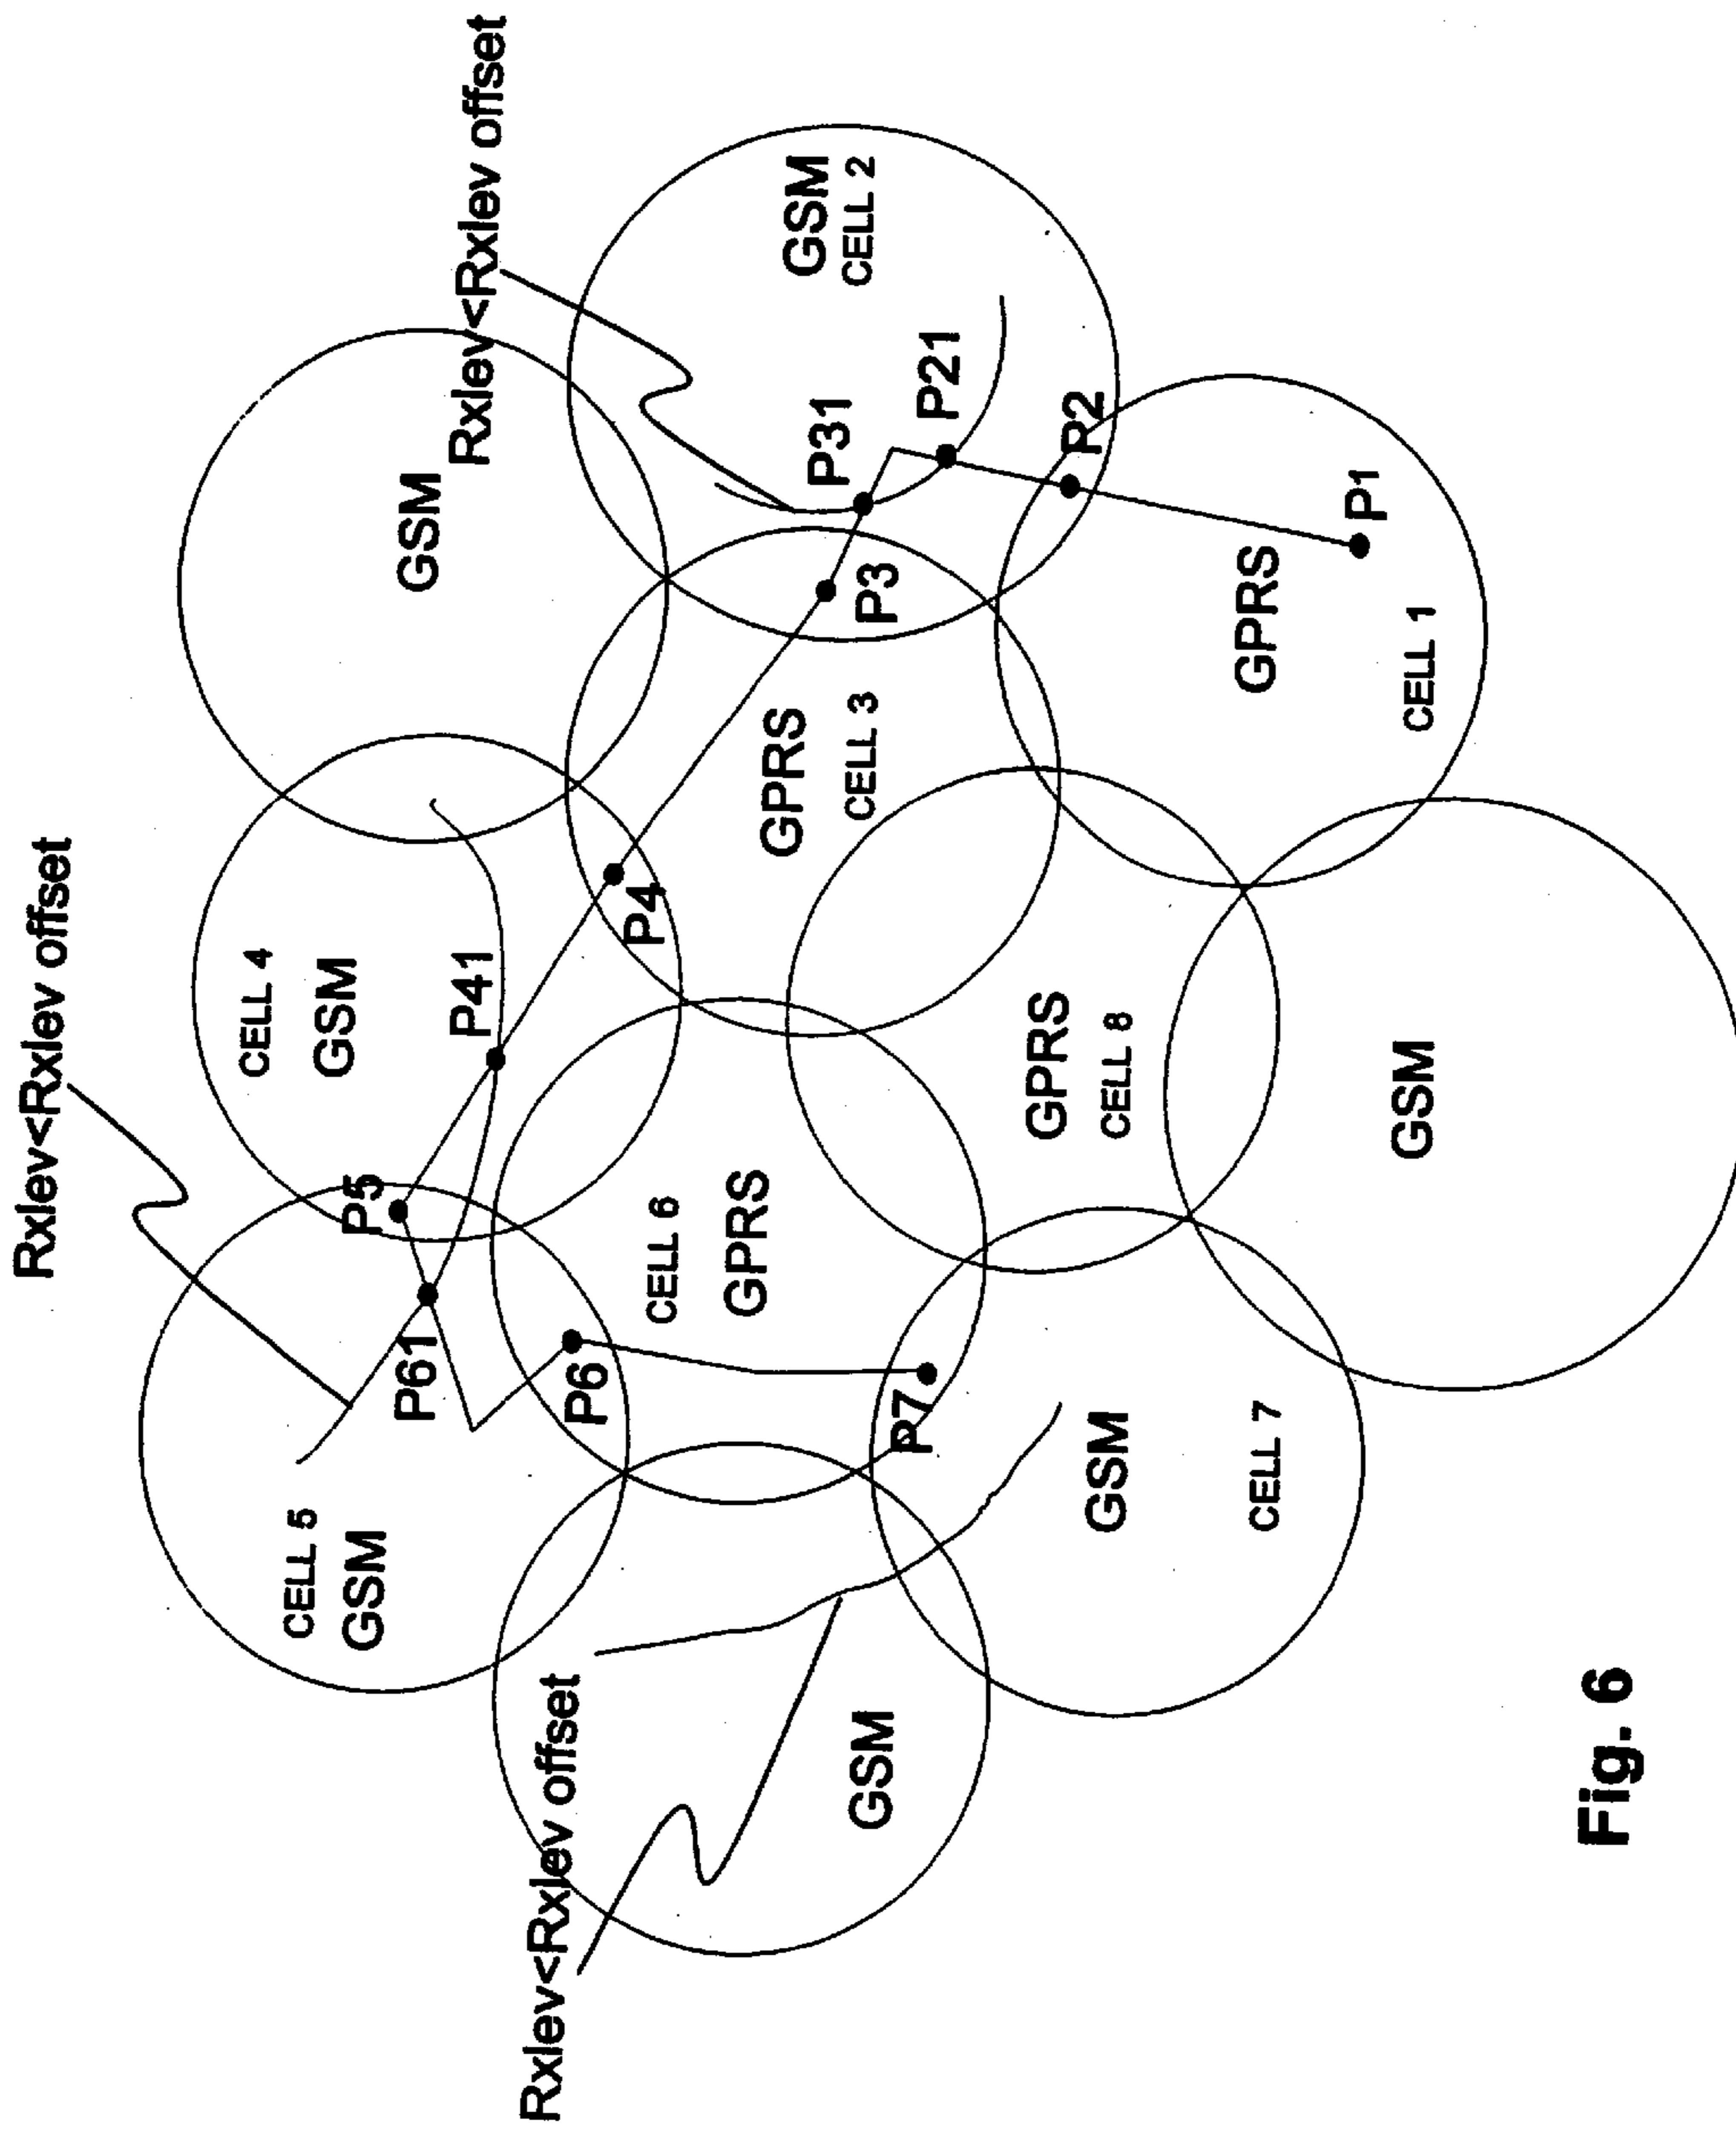 Rxlev<Rxlev offset
CELL 5
GSM
CELL 4
GSM
P5
P61
GSM
P41
Rxlev<Rxlev offset
Rxlev<Rxlev offset
P6
P4
CELL 6
GPRS
GPRS
CELL 3
GSM
CELL 2
P31
GSM
P3
P7
P21
GPRS
CELL 8
P2
GSM
CELL 7
GPRS
CELL 1
P1
GSM
Fig. 6